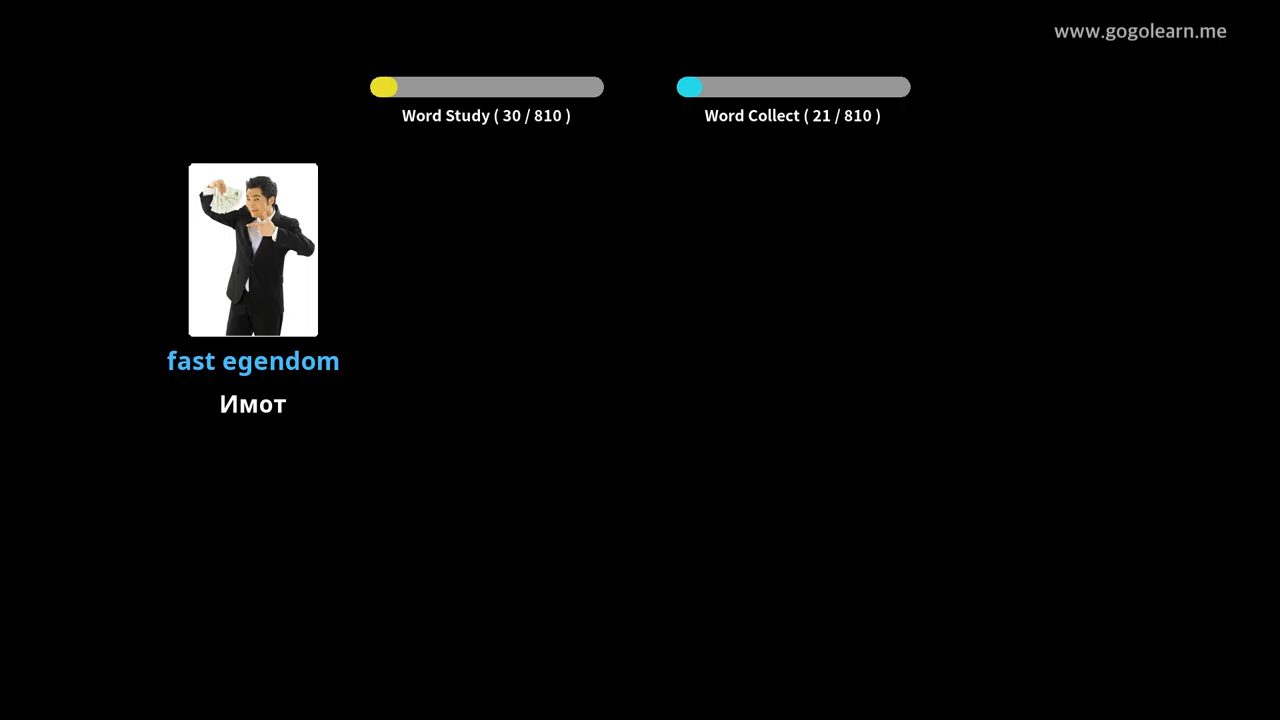 www.gogolearn.me
Word Study ( 30 / 810 )
Word Collect ( 21 / 810 )
fast egendom
Имот